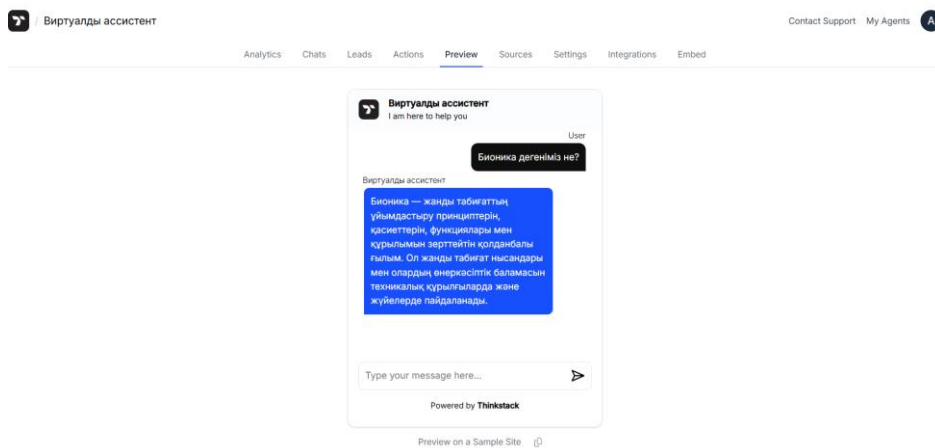 / Виртуалды ассистент
Contact Support My Agents A
Analytics Chats Leads Actions Preview Sources Settings Integrations Embed
Виртуалды ассистент
I am here to help you
User
Бионика дегеніміз не?
Виртуалды ассистент
Бионика — жанды табиғаттың
ұйымдастыру принциптерін,
қасиеттерін, функциялары мен
құрылымын зерттейтін қолданбалы
ғылым. Ол жанды табиғат нысандары
мен олардың өнеркәсіптік баламасын
техникалық құрылғыларда және
жүйелерде пайдаланады.
Type your message here...
Powered by Thinkstack
Preview on a Sample Site